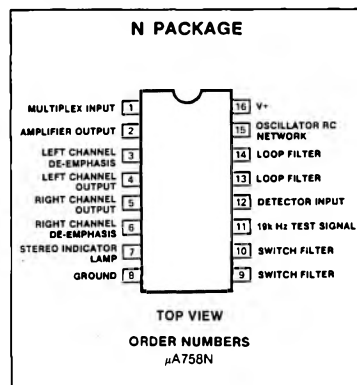 N PACKAGE
MULTIPLEX INPUT 1
AMPLIFIER OUTPUT 2
LEFT CHANNEL
DE-EMPHASIS 3
LEFT CHANNEL
OUTPUT 4
RIGHT CHANNEL
OUTPUT 5
RIGHT CHANNEL
DE-EMPHASIS 6
STEREO INDICATOR
LAMP 7
GROUND 8
16 V+
15 OSCILLATOR RC
NETWORK
14 LOOP FILTER
13 LOOP FILTER
12 DETECTOR INPUT
11 19k Hz TEST SIGNAL
10 SWITCH FILTER
9 SWITCH FILTER
TOP VIEW
ORDER NUMBERS
μA758N